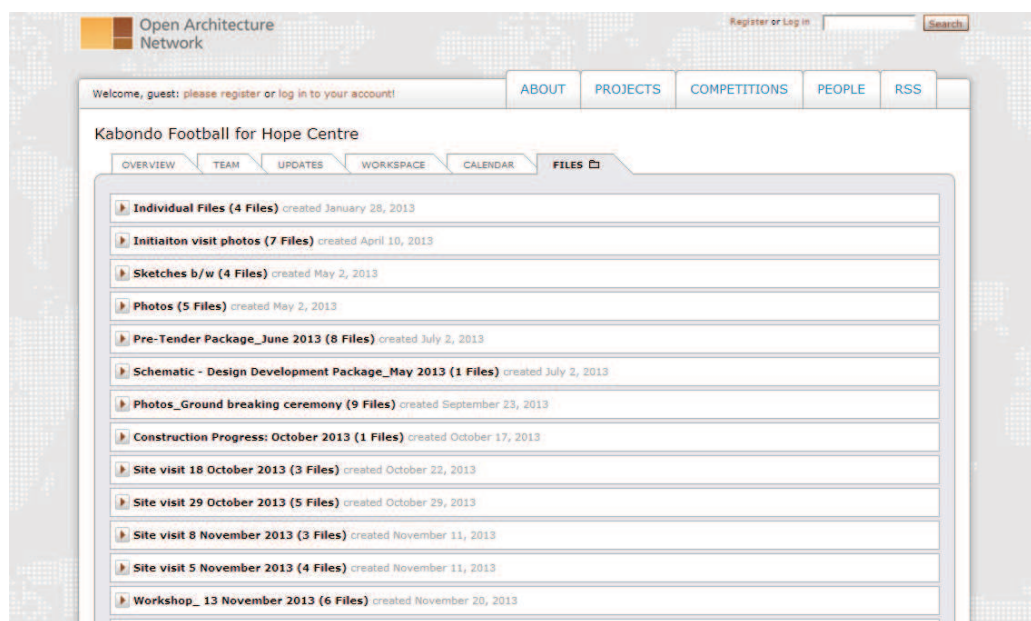 Open Architecture
Network
Register or Log in Search
Welcome, guest: please register or log in to your account!
ABOUT PROJECTS COMPETITIONS PEOPLE RSS
Kabondo Football for Hope Centre
OVERVIEW TEAM UPDATES WORKSPACE CALENDAR FILES
Individual Files (4 Files) created January 28, 2013
Initiaiton visit photos (7 Files) created April 10, 2013
Sketches b/w (4 Files) created May 2, 2013
Photos (5 Files) created May 2, 2013
Pre-Tender Package_June 2013 (8 Files) created July 2, 2013
Schematic - Design Development Package_May 2013 (1 Files) created July 2, 2013
Photos_Ground breaking ceremony (9 Files) created September 23, 2013
Construction Progress: October 2013 (1 Files) created October 17, 2013
Site visit 18 October 2013 (3 Files) created October 22, 2013
Site visit 29 October 2013 (5 Files) created October 29, 2013
Site visit 8 November 2013 (3 Files) created November 11, 2013
Site visit 5 November 2013 (4 Files) created November 11, 2013
Workshop_ 13 November 2013 (6 Files) created November 20, 2013